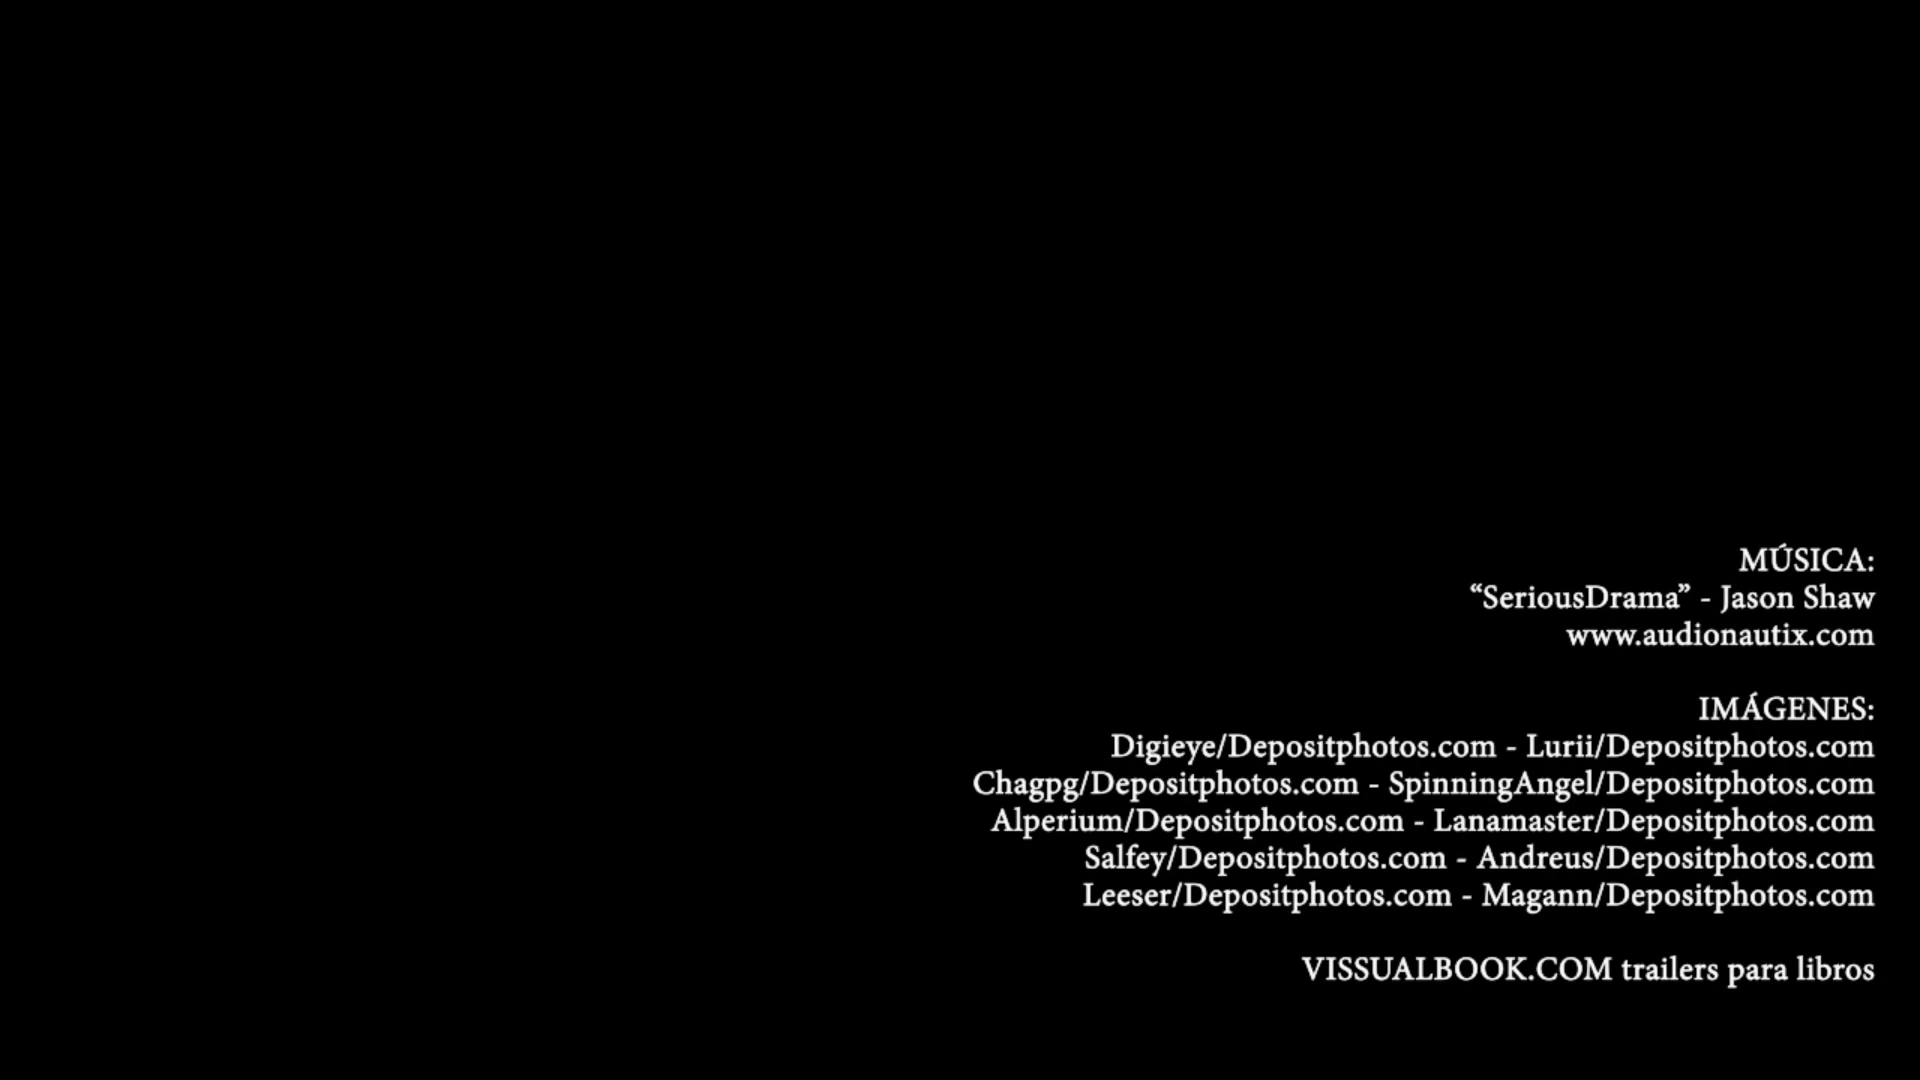 MÚSICA:
“SeriousDrama” - Jason Shaw
www.audionautix.com
IMÁGENES:
Digieye/Depositphotos.com - Lurii/Depositphotos.com
Chagpg/Depositphotos.com - SpinningAngel/Depositphotos.com
Alperium/Depositphotos.com - Lanamaster/Depositphotos.com
Salfey/Depositphotos.com - Andreus/Depositphotos.com
Leeser/Depositphotos.com - Magann/Depositphotos.com
VISSUALBOOK.COM trailers para libros